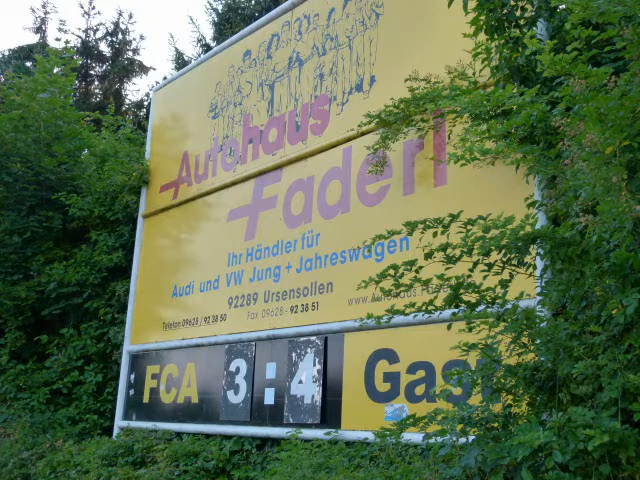 Autohaus
Faderl
Ihr Händler für
Audi und VW Jung + Jahreswagen
92289 Ursensollen
Telefon 09628 / 92 38 50 Fax 09628 - 92 38 51
FCA 3 : 4 Gast